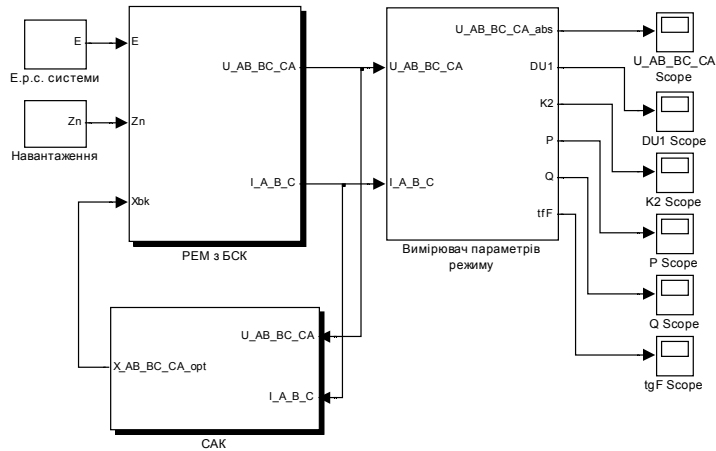 E
Е.р.с. системи
Zn
Навантаження
E
Zn
Xbk
U_AB_BC_CA
I_A_B_C
РЕМ з БСК
U_AB_BC_CA
I_A_B_C
U_AB_BC_CA_abs
DU1
K2
P
Q
tfF
Вимірювач параметрів
режиму
U_AB_BC_CA
Scope
DU1 Scope
K2 Scope
P Scope
Q Scope
tgF Scope
X_AB_BC_CA_opt
U_AB_BC_CA
I_A_B_C
САК